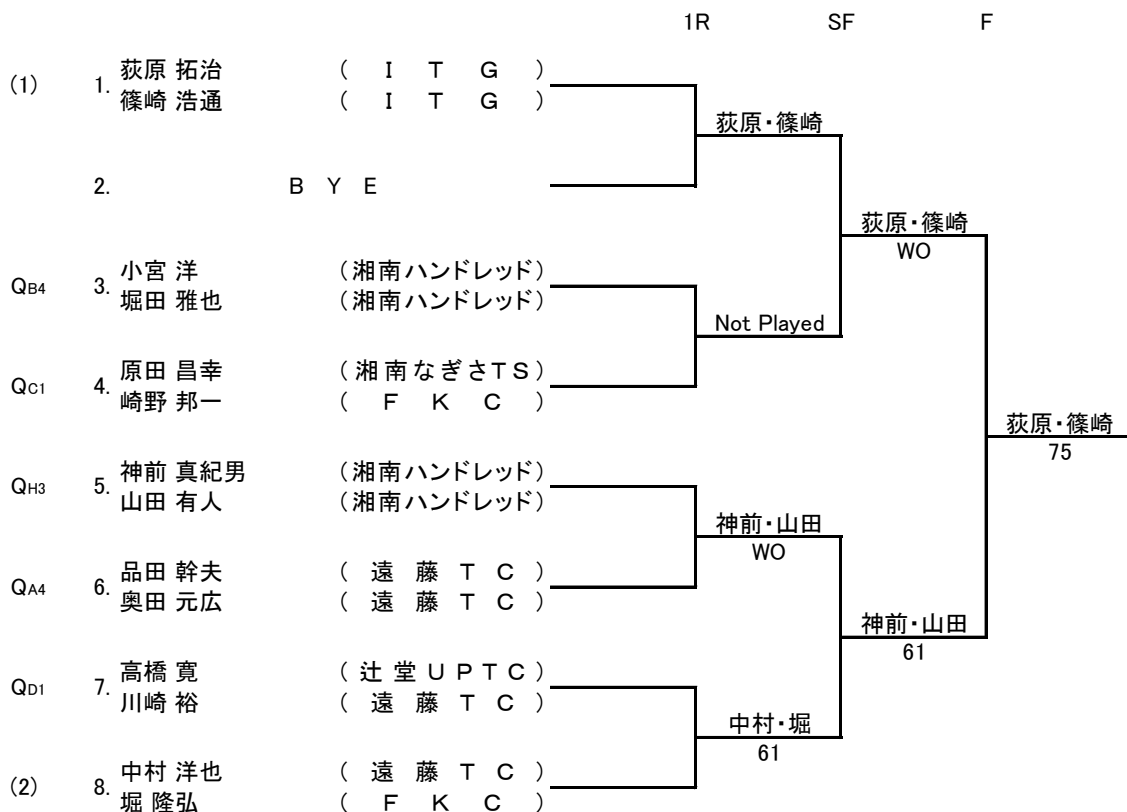 1R SF F
(1) 1. 荻原 拓治 ( I T G )
篠崎 浩通 ( I T G )
荻原・篠崎
2. B Y E
荻原・篠崎
WO
QB4 3. 小宮 洋 (湘南ハンドレッド)
堀田 雅也 (湘南ハンドレッド)
Not Played
QC1 4. 原田 昌幸 (湘南なぎさTS)
崎野 邦一 ( F K C )
荻原・篠崎
75
QH3 5. 神前 真紀男 (湘南ハンドレッド)
山田 有人 (湘南ハンドレッド)
神前・山田
WO
QA4 6. 品田 幹夫 ( 遠 藤 T C )
奥田 元広 ( 遠 藤 T C )
神前・山田
61
QD1 7. 高橋 寛 ( 辻 堂 U P T C )
川崎 裕 ( 遠 藤 T C )
中村・堀
61
(2) 8. 中村 洋也 ( 遠 藤 T C )
堀 隆弘 ( F K C )